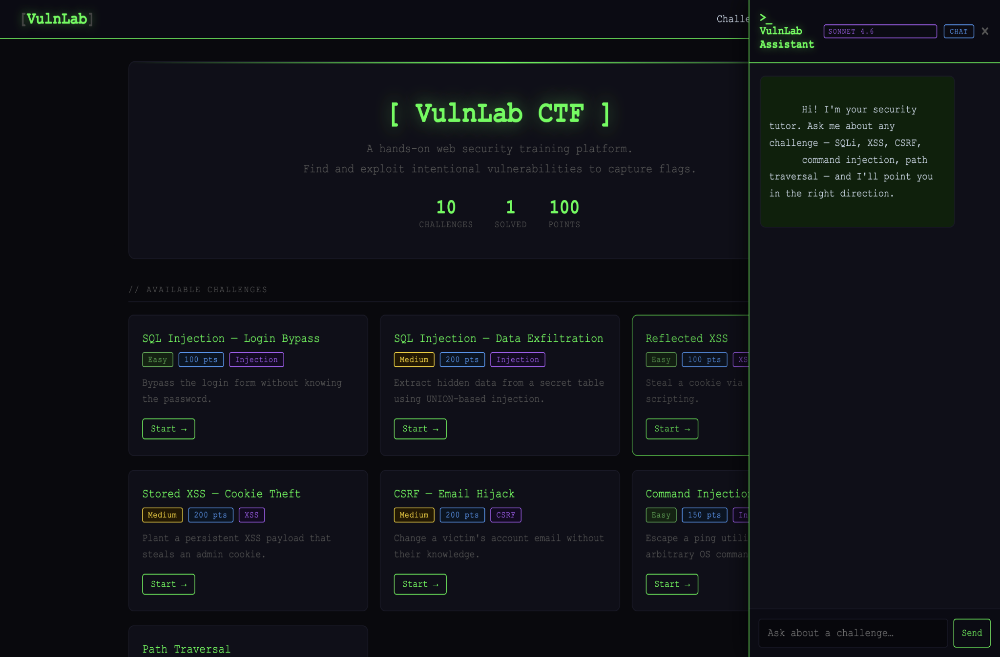 [VulnLab]
Challe
[ VulnLab CTF ]
A hands-on web security training platform.
Find and exploit intentional vulnerabilities to capture flags.
10
CHALLENGES
1
SOLVED
100
POINTS
// AVAILABLE CHALLENGES
SQL Injection — Login Bypass
Easy 100 pts Injection
Bypass the login form without knowing
the password.
Start →
SQL Injection — Data Exfiltration
Medium 200 pts Injection
Extract hidden data from a secret table
using UNION-based injection.
Start →
Reflected XSS
Easy 100 pts XS
Steal a cookie via
scripting.
Start →
Stored XSS — Cookie Theft
Medium 200 pts XSS
Plant a persistent XSS payload that
steals an admin cookie.
Start →
CSRF — Email Hijack
Medium 200 pts CSRF
Change a victim's account email without
their knowledge.
Start →
Command Injectio
Easy 150 pts In
Escape a ping utili
arbitrary OS comman
Start →
Path Traversal
>_
VulnLab
Assistant
SONNET 4.6
CHAT
×
Hi! I'm your security
tutor. Ask me about any
challenge — SQLi, XSS, CSRF,
command injection, path
traversal — and I'll point you
in the right direction.
Ask about a challenge…
Send